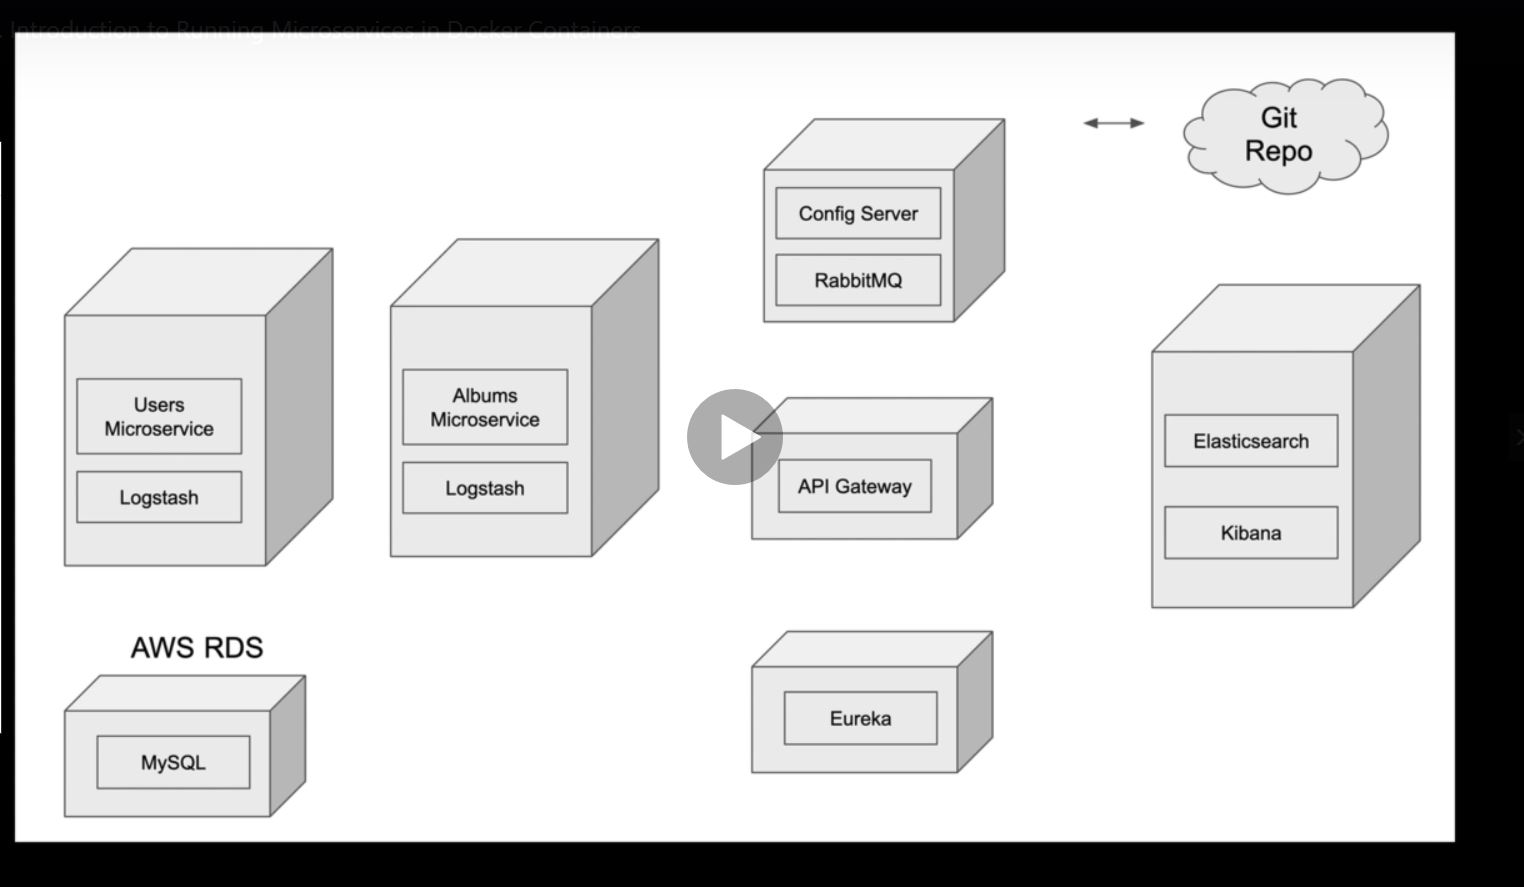 Introduction to Running Microservices in Docker Containers
Git
Repo
Config Server
RabbitMQ
Users
Microservice
Logstash
Albums
Microservice
Logstash
API Gateway
Elasticsearch
Kibana
AWS RDS
MySQL
Eureka